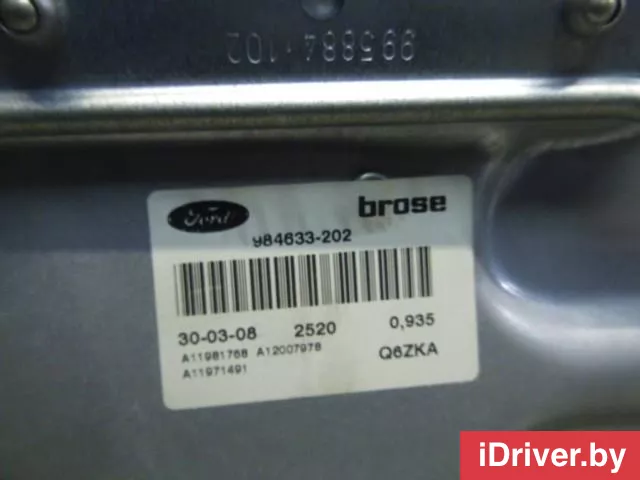 995884-102
Ford brose
984633-202
30-03-08 2520 0,935
A11981768 A12007978 Q6ZKA
A11971491
iDriver.by